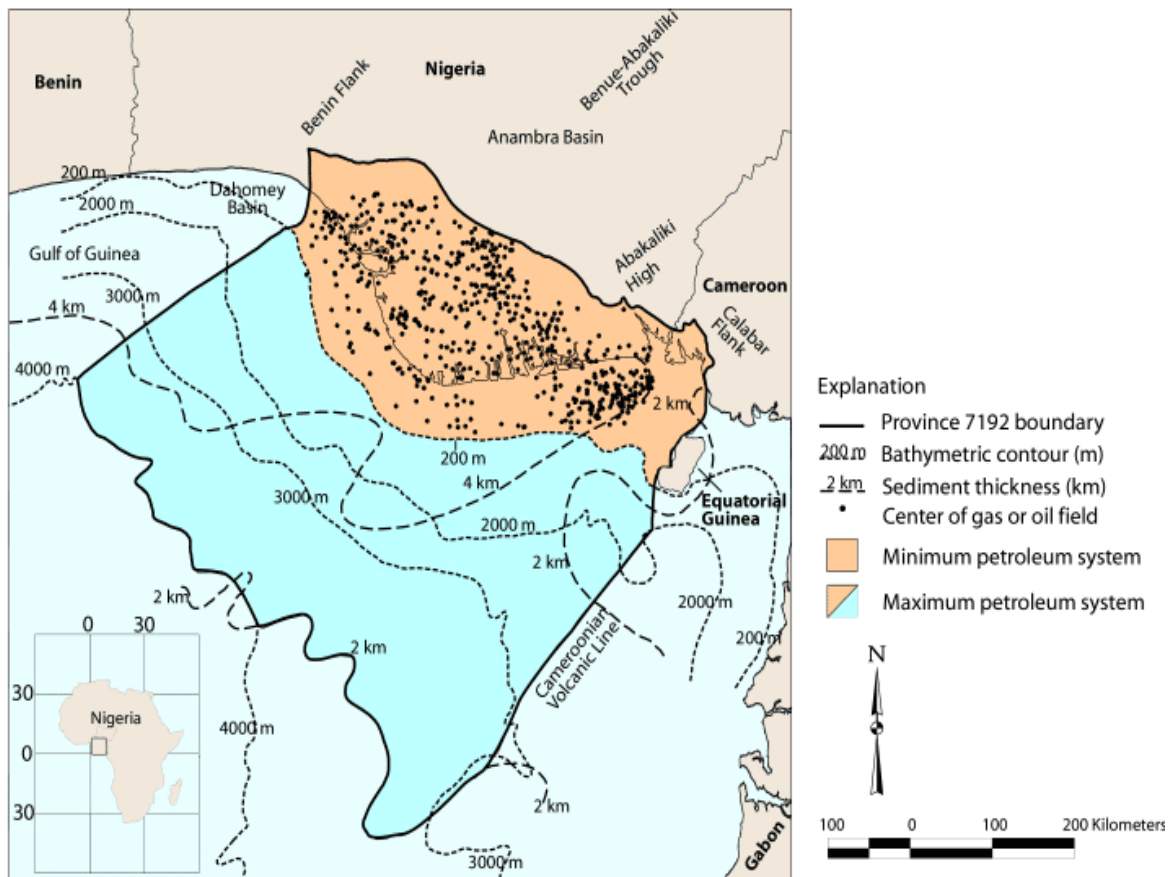 Benin
Nigeria
Benin Flank
Benue-Abakaliki
Trough
Anambra Basin
200 m
2000 m
Dahomey
Basin
Gulf of Guinea
3000 m
4 km
4000 m
Abakaliki
High
Cameroon
Calabar
Flank
2 km
200 m
4 km
3000 m
2000 m
Equatorial
Guinea
2 km
2 km
2 km
2000 m
200 m
Cameroonian
Volcanic Line
4000 m
2 km
3000 m
Gabon
0 30
30
Nigeria
0
30
Explanation
Province 7192 boundary
200 m Bathymetric contour (m)
2 km Sediment thickness (km)
Center of gas or oil field
Minimum petroleum system
Maximum petroleum system
N
100 0 100 200 Kilometers